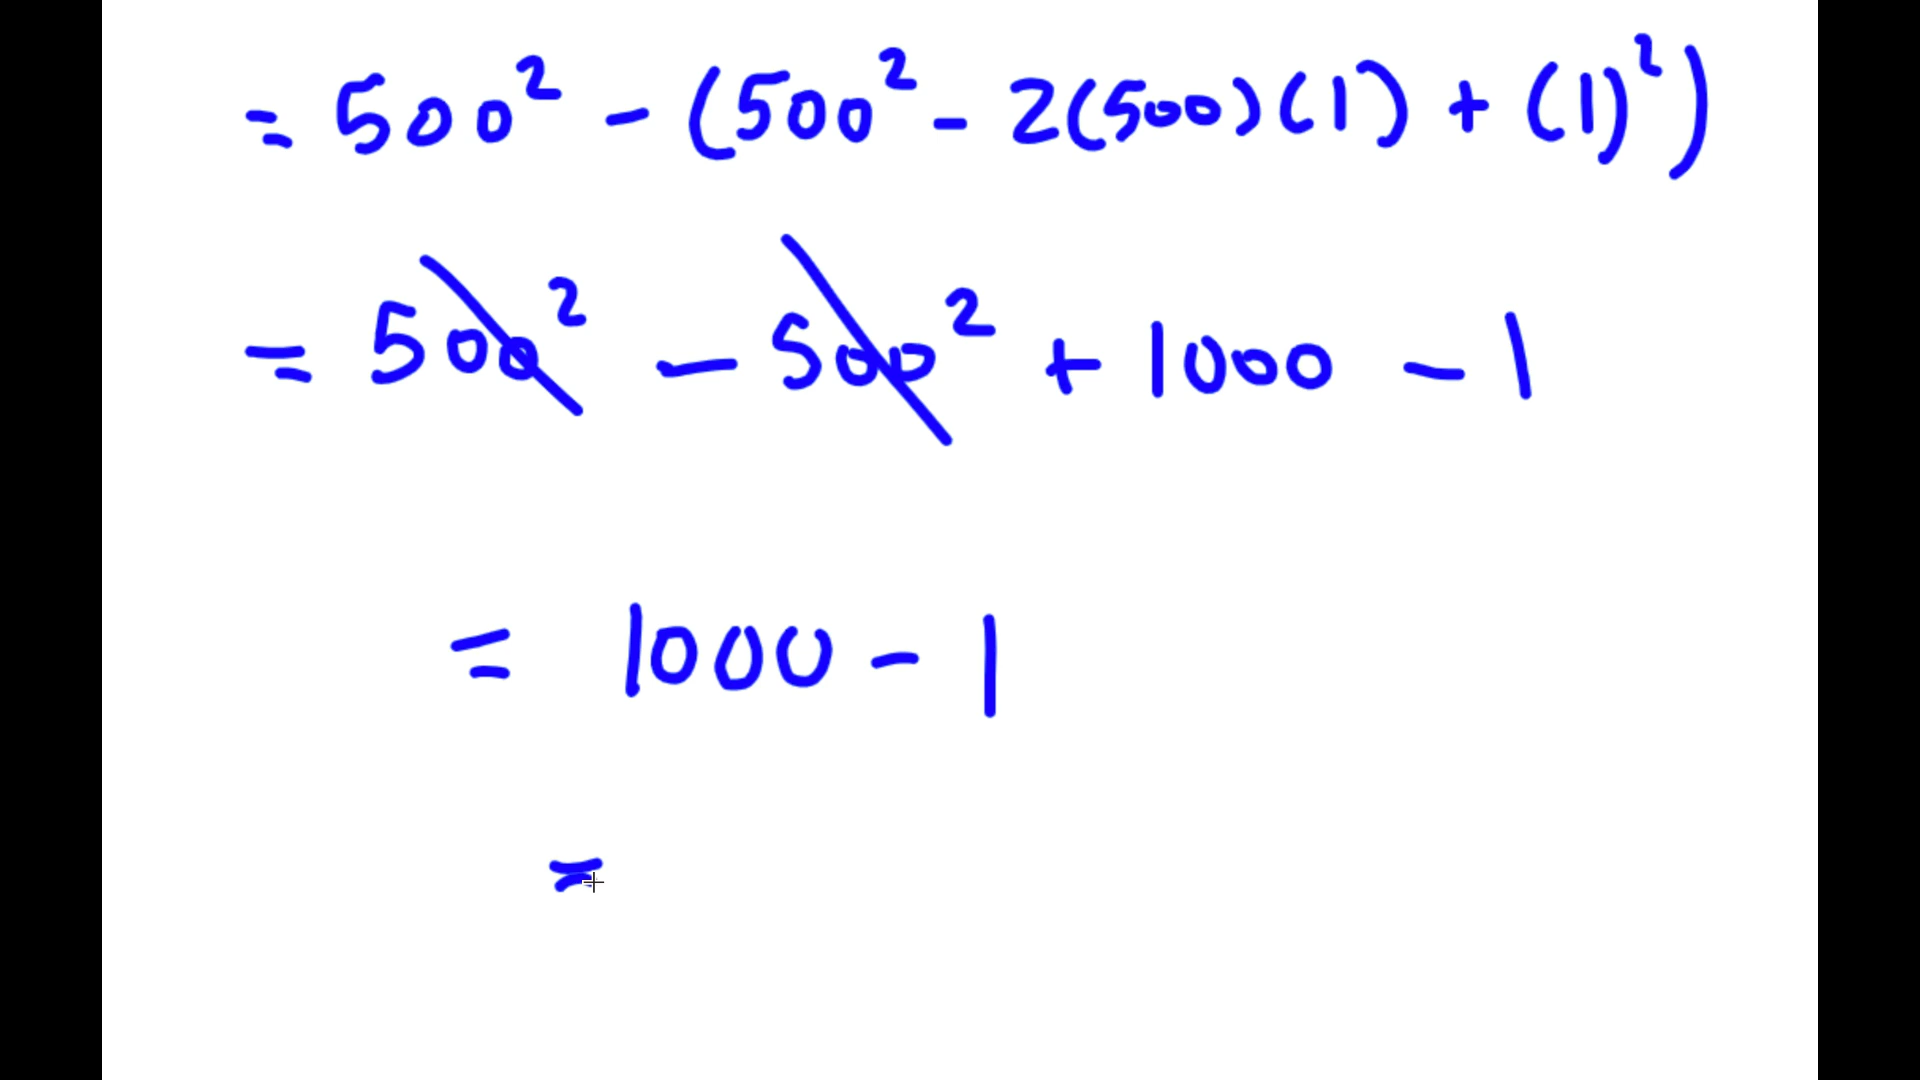 = 500² - (500² - 2(500)(1) + (1)²)
= 500² - 500² + 1000 - 1
= 1000 - 1
=